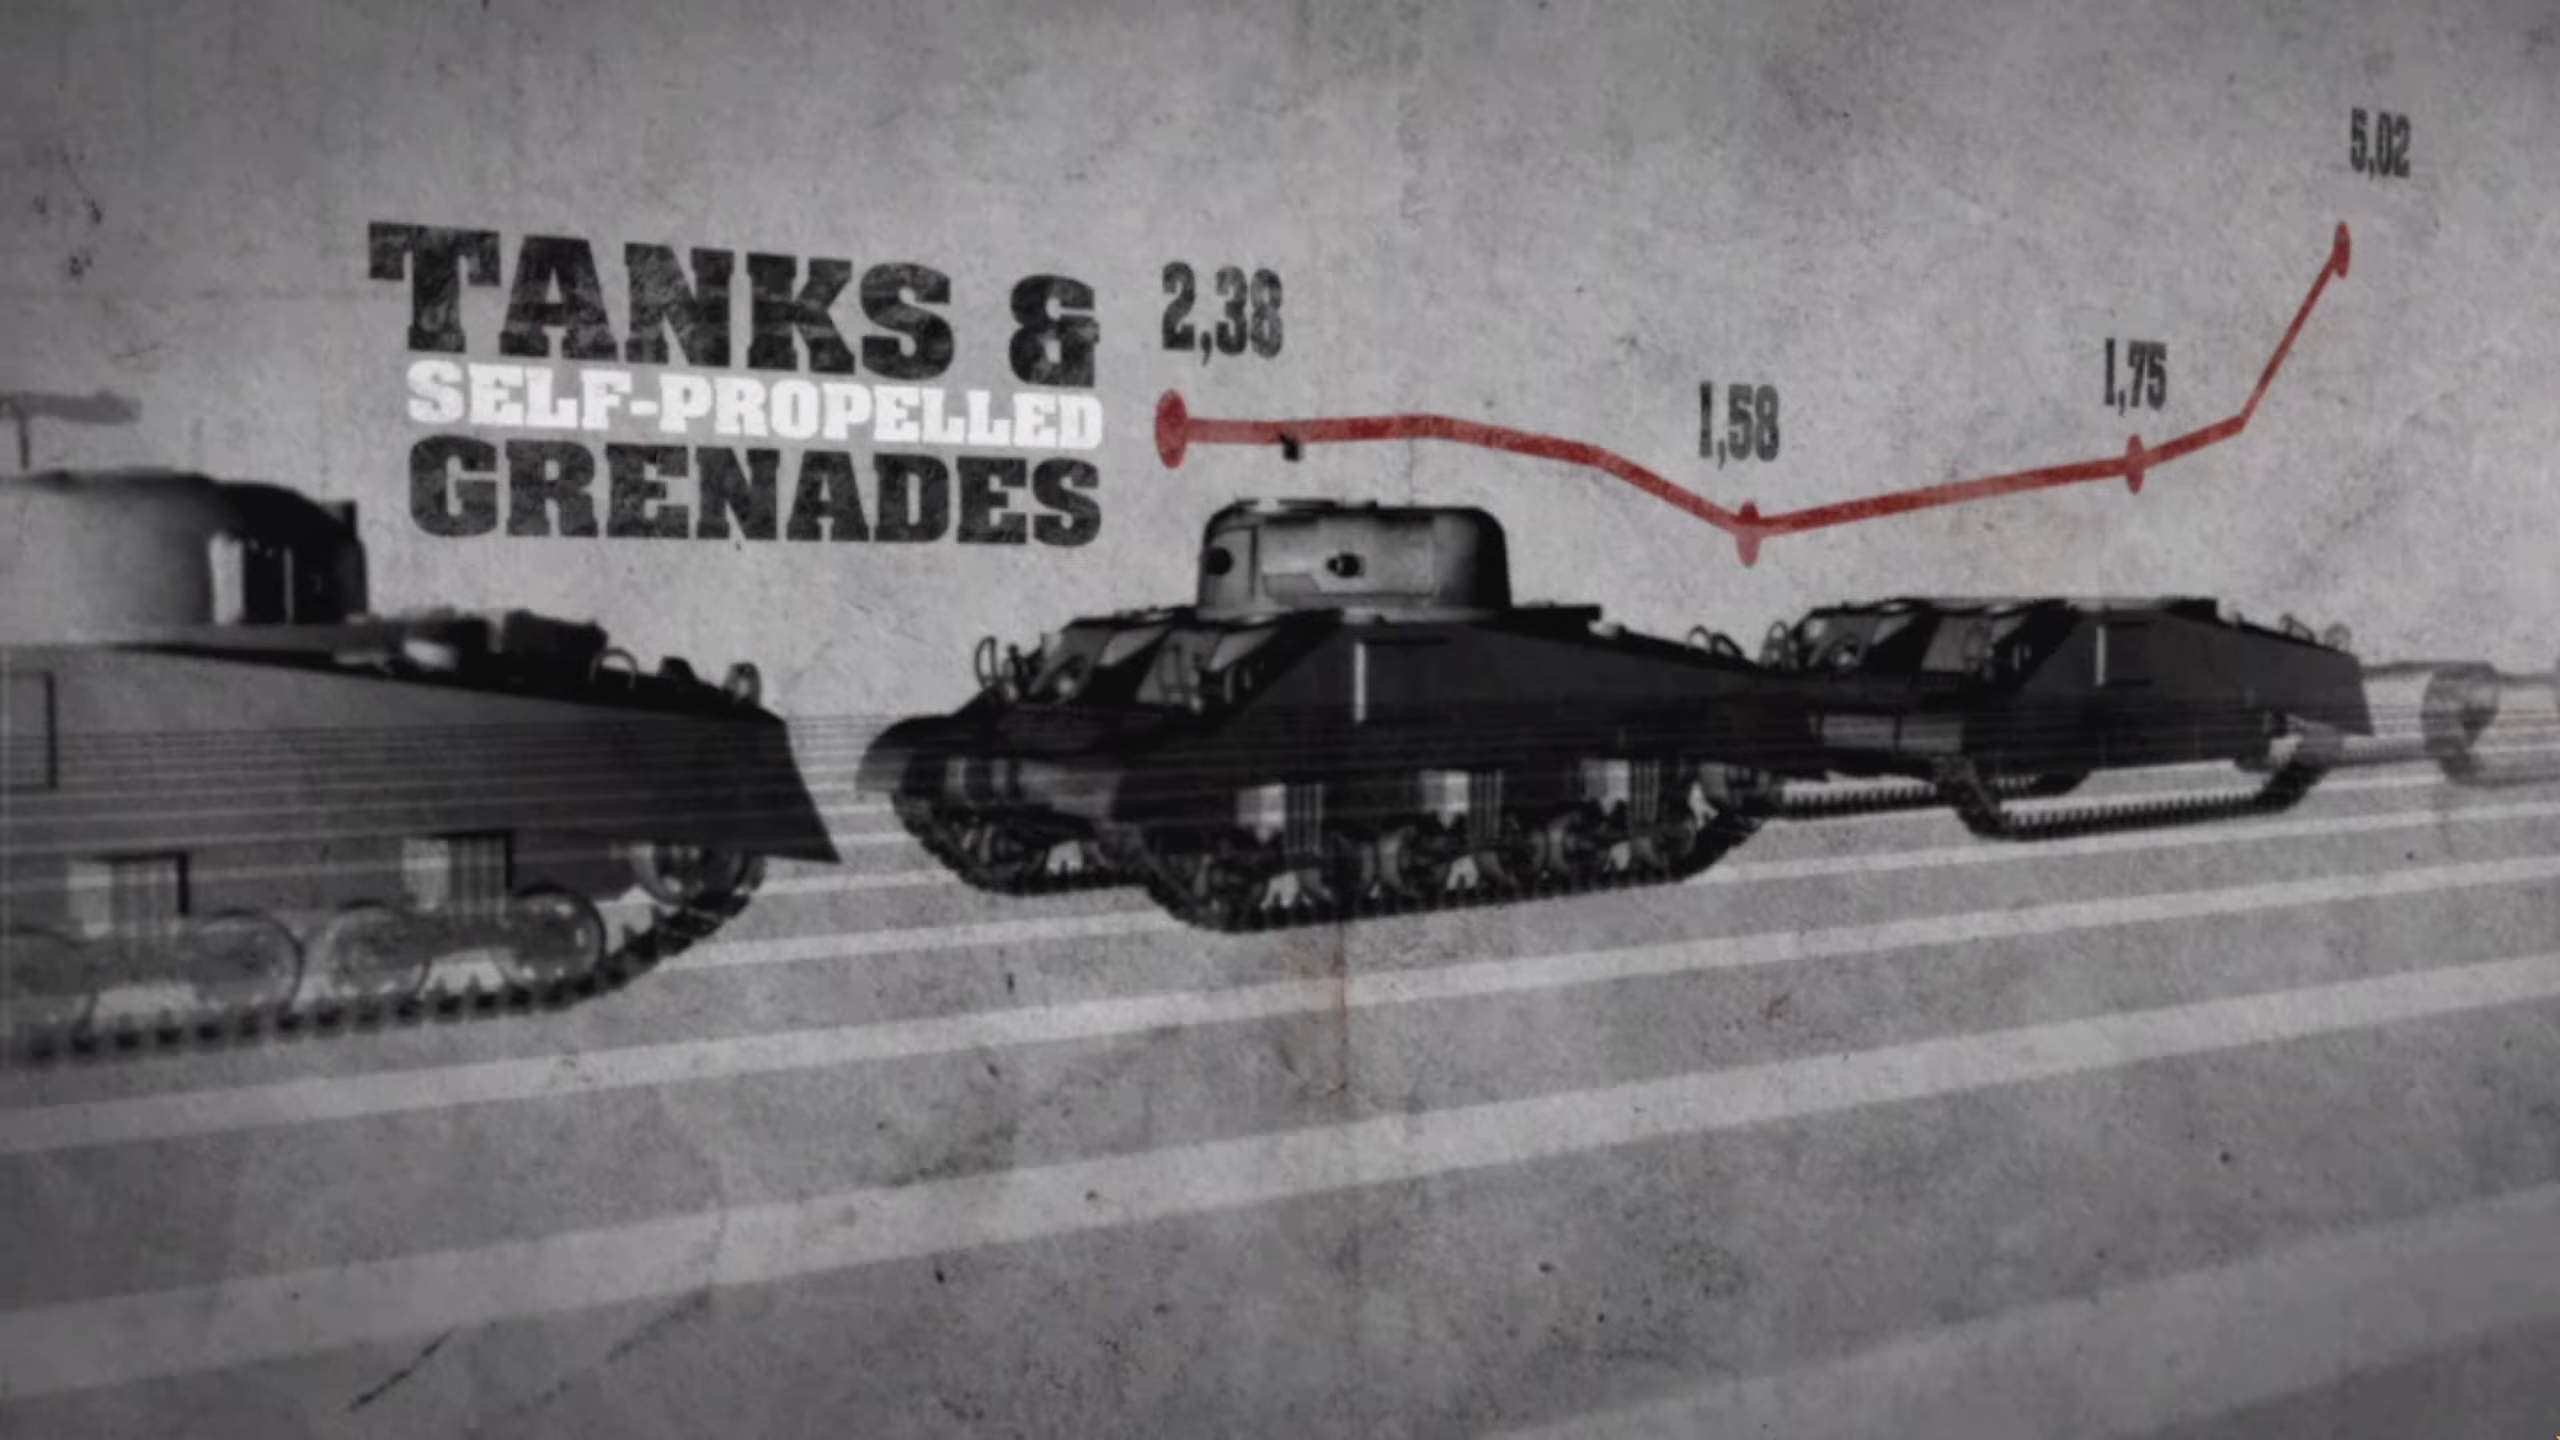 TANKS &
SELF-PROPELLED
GRENADES
2,38
1,58
1,75
5,02